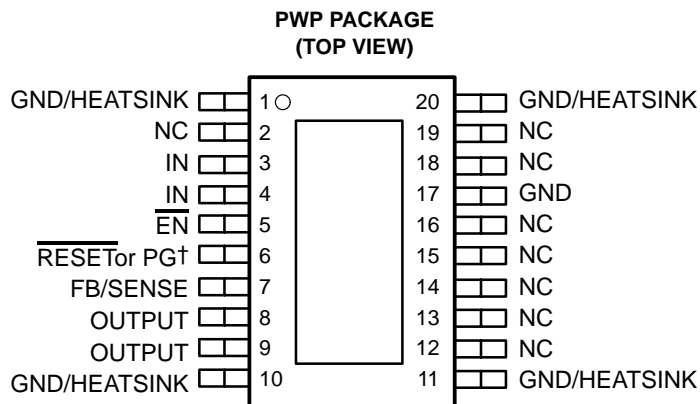 PWP PACKAGE
(TOP VIEW)
GND/HEATSINK 1 20 GND/HEATSINK
NC 2 19 NC
IN 3 18 NC
IN 4 17 GND
EN 5 16 NC
RESETor PG† 6 15 NC
FB/SENSE 7 14 NC
OUTPUT 8 13 NC
OUTPUT 9 12 NC
GND/HEATSINK 10 11 GND/HEATSINK